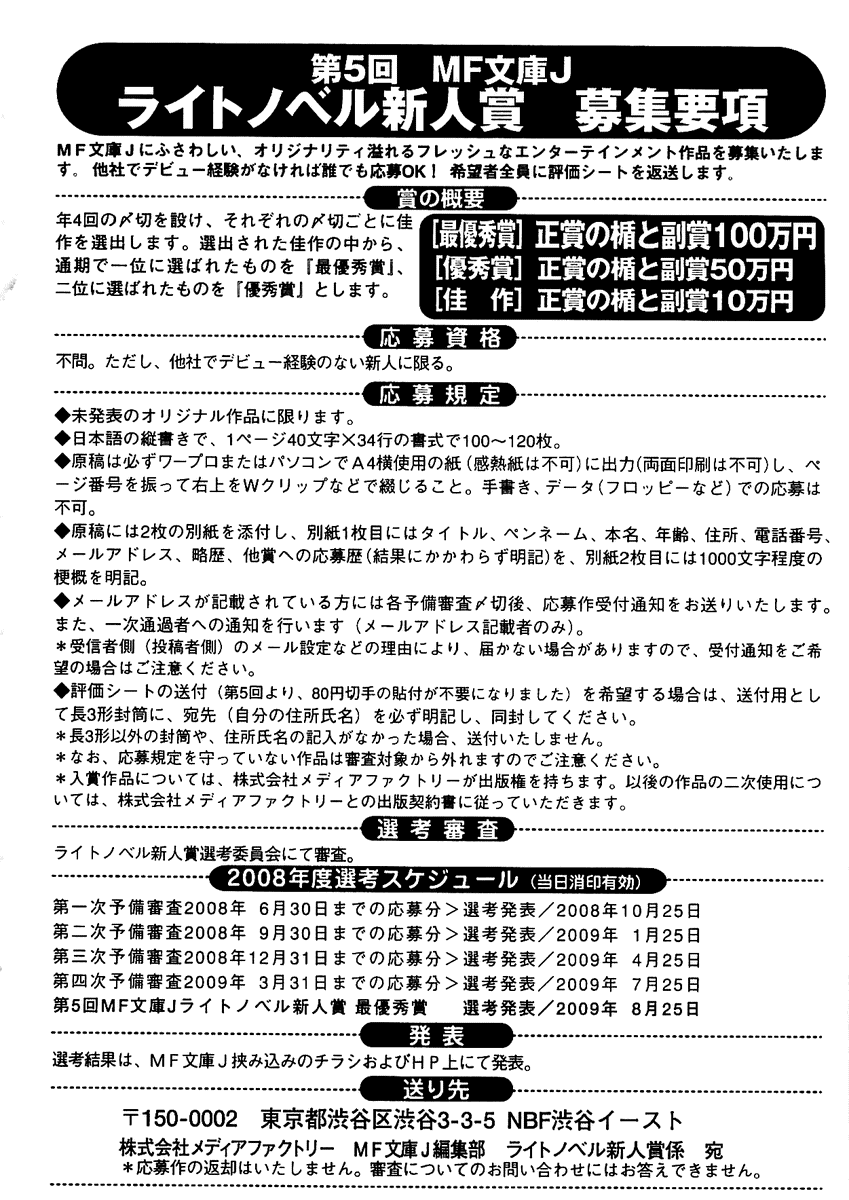 第5回　MF文庫J
ライトノベル新人賞　募集要項
MF文庫Jにふさわしい、オリジナリティ溢れるフレッシュなエンターテインメント作品を募集いたしま
す。他社でデビュー経験がなければ誰でも応募OK！ 希望者全員に評価シートを返送します。
賞の概要
年4回の〆切を設け、それぞれの〆切ごとに佳
作を選出します。選出された佳作の中から、
通期で一位に選ばれたものを『最優秀賞』、
二位に選ばれたものを『優秀賞』とします。
[最優秀賞] 正賞の楯と副賞100万円
[優秀賞] 正賞の楯と副賞50万円
[佳　作] 正賞の楯と副賞10万円
応募資格
不問。ただし、他社でデビュー経験のない新人に限る。
応募規定
◆未発表のオリジナル作品に限ります。
◆日本語の縦書きで、1ページ40文字×34行の書式で100〜120枚。
◆原稿は必ずワープロまたはパソコンでA4横使用の紙(感熱紙は不可)に出力(両面印刷は不可)し、ペ
ージ番号を振って右上をWクリップなどで綴じること。手書き、データ(フロッピーなど)での応募は
不可。
◆原稿には2枚の別紙を添付し、別紙1枚目にはタイトル、ペンネーム、本名、年齢、住所、電話番号、
メールアドレス、略歴、他賞への応募歴(結果にかかわらず明記)を、別紙2枚目には1000文字程度の
梗概を明記。
◆メールアドレスが記載されている方には各予備審査〆切後、応募作受付通知をお送りいたします。
また、一次通過者への通知を行います（メールアドレス記載者のみ）。
＊受信者側（投稿者側）のメール設定などの理由により、届かない場合がありますので、受付通知をご希
望の場合はご注意ください。
◆評価シートの送付（第5回より、80円切手の貼付が不要になりました）を希望する場合は、送付用とし
て長3形封筒に、宛先（自分の住所氏名）を必ず明記し、同封してください。
＊長3形以外の封筒や、住所氏名の記入がなかった場合、送付いたしません。
＊なお、応募規定を守っていない作品は審査対象から外れますのでご注意ください。
＊入賞作品については、株式会社メディアファクトリーが出版権を持ちます。以後の作品の二次使用につ
いては、株式会社メディアファクトリーとの出版契約書に従っていただきます。
選考審査
ライトノベル新人賞選考委員会にて審査。
2008年度選考スケジュール（当日消印有効）
第一次予備審査2008年 6月30日までの応募分＞選考発表／2008年10月25日
第二次予備審査2008年 9月30日までの応募分＞選考発表／2009年 1月25日
第三次予備審査2008年12月31日までの応募分＞選考発表／2009年 4月25日
第四次予備審査2009年 3月31日までの応募分＞選考発表／2009年 7月25日
第5回MF文庫Jライトノベル新人賞 最優秀賞　選考発表／2009年 8月25日
発表
選考結果は、MF文庫J挟み込みのチラシおよびHP上にて発表。
送り先
〒150-0002　東京都渋谷区渋谷3-3-5 NBF渋谷イースト
株式会社メディアファクトリー　MF文庫J編集部　ライトノベル新人賞係　宛
＊応募作の返却はいたしません。審査についてのお問い合わせにはお答えできません。